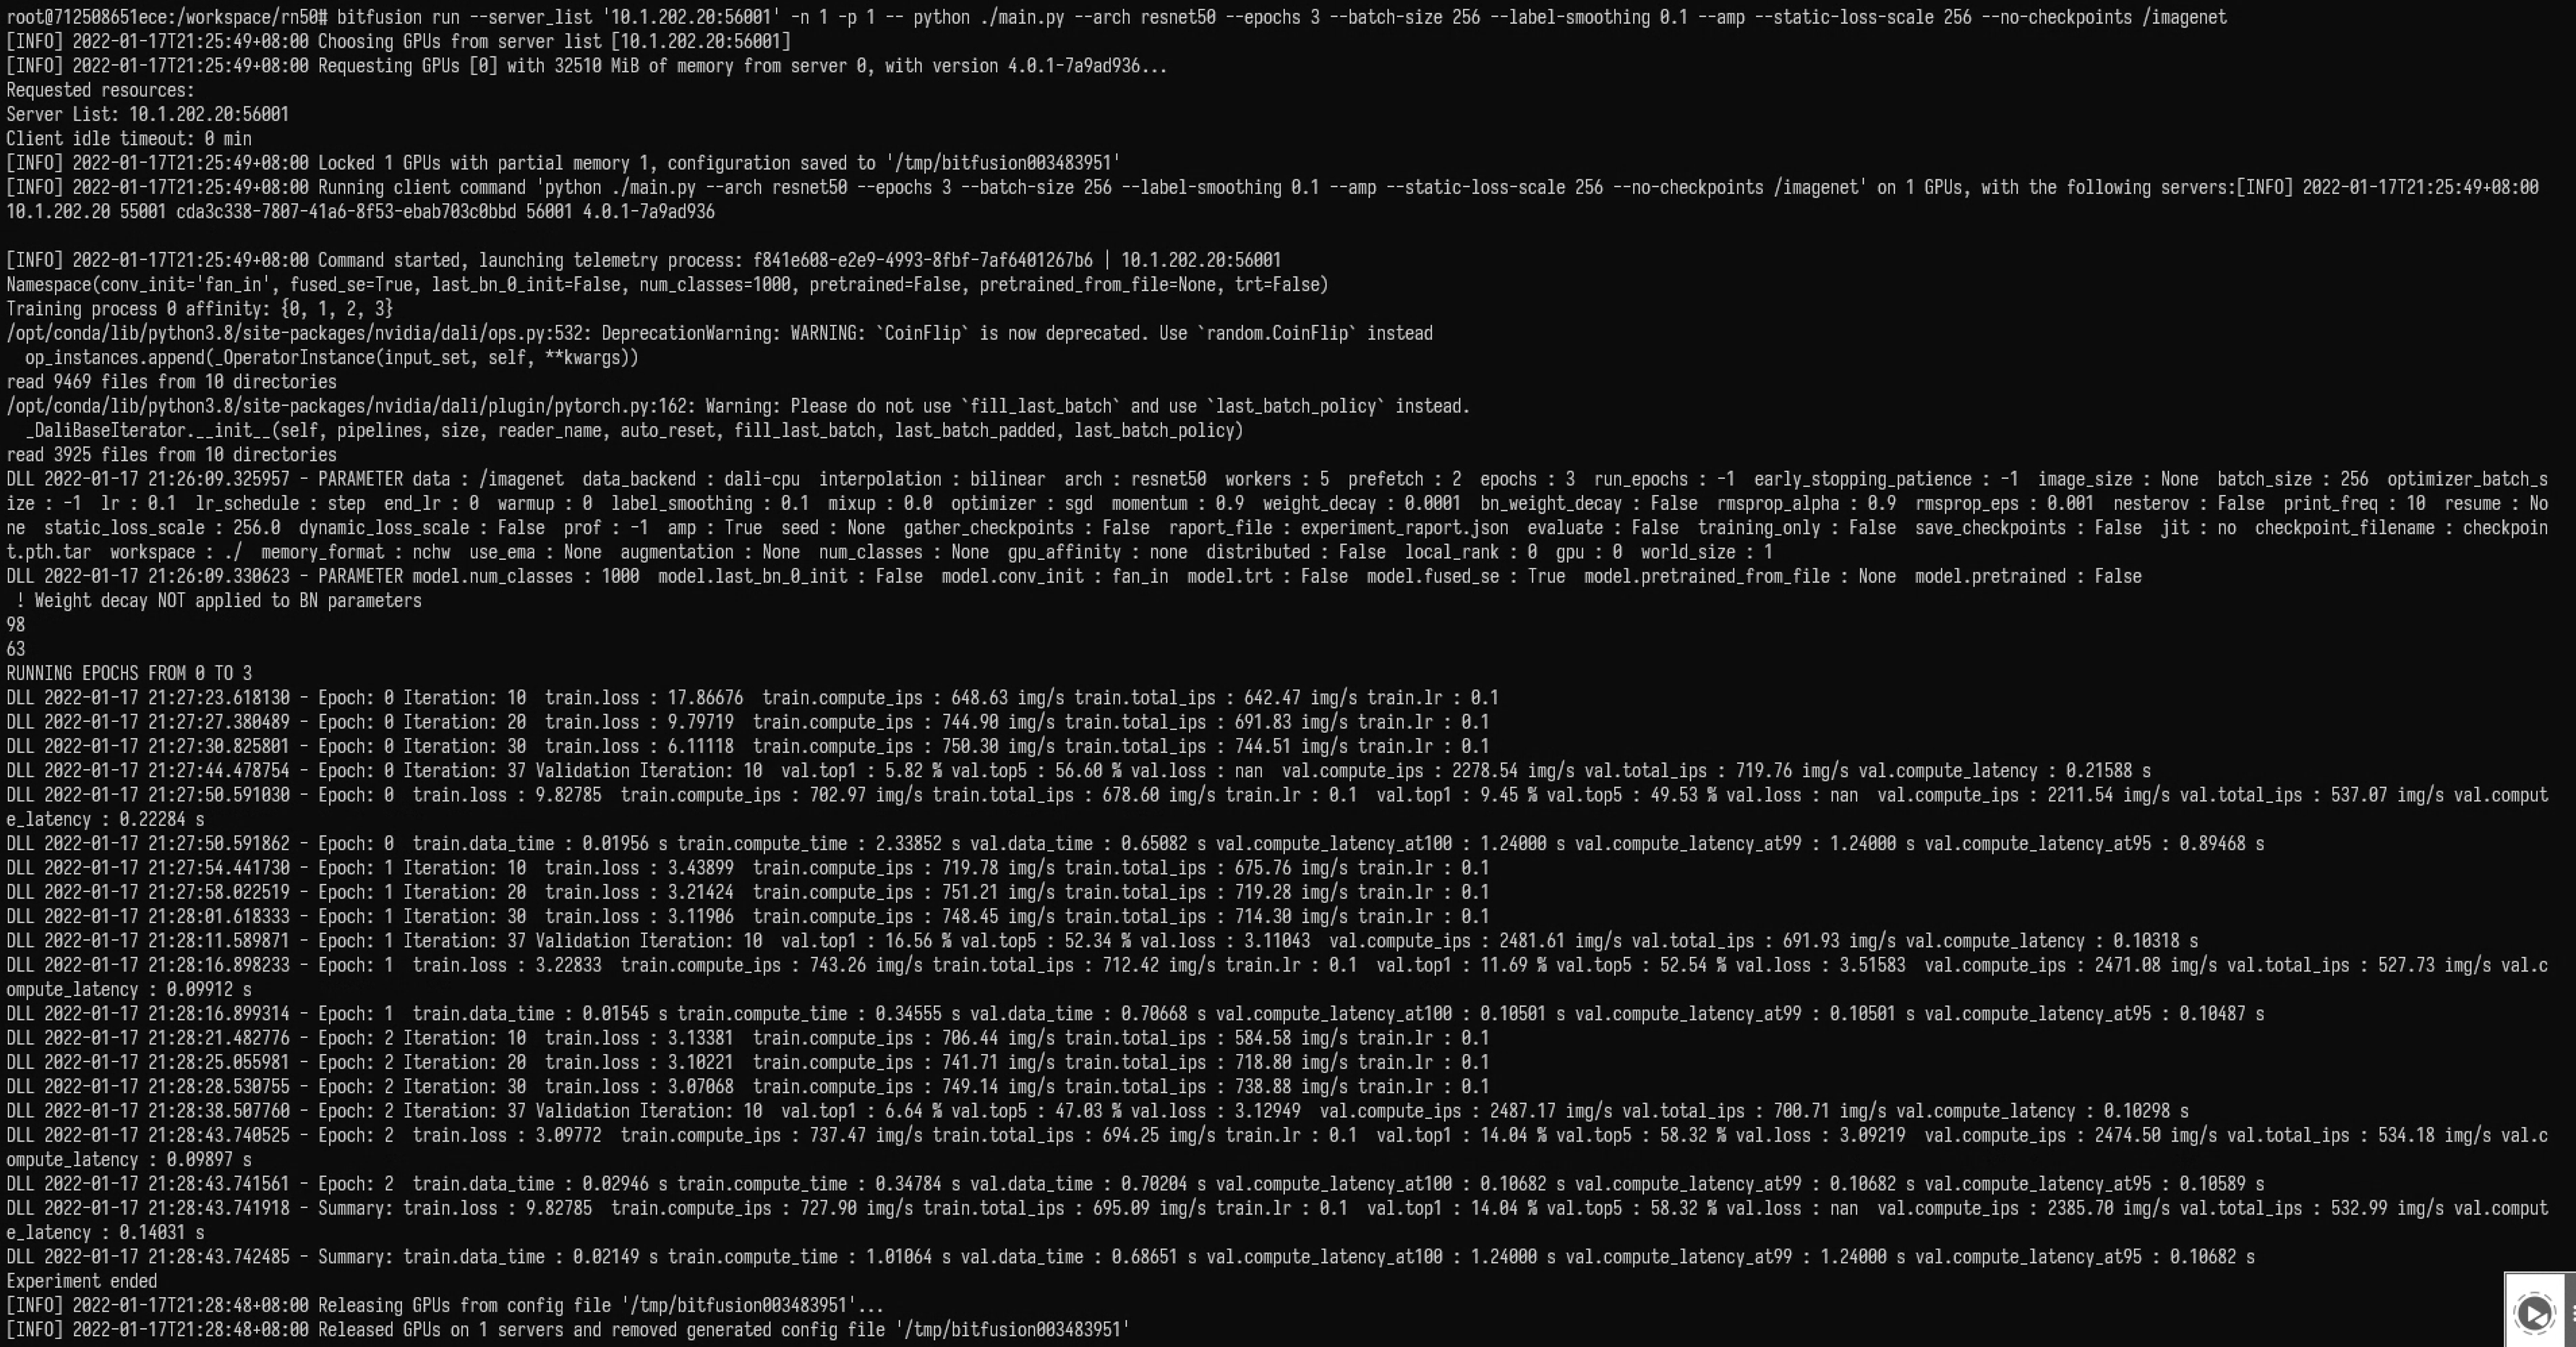 root@712508651ece:/workspace/rn50# bitfusion run --server_list '10.1.202.20:56001' -n 1 -p 1 -- python ./main.py --arch resnet50 --epochs 3 --batch-size 256 --label-smoothing 0.1 --amp --static-loss-scale 256 --no-checkpoints /imagenet
[INFO] 2022-01-17T21:25:49+08:00 Choosing GPUs from server list [10.1.202.20:56001]
[INFO] 2022-01-17T21:25:49+08:00 Requesting GPUs [0] with 32510 MiB of memory from server 0, with version 4.0.1-7a9ad936...
Requested resources:
Server List: 10.1.202.20:56001
Client idle timeout: 0 min
[INFO] 2022-01-17T21:25:49+08:00 Locked 1 GPUs with partial memory 1, configuration saved to '/tmp/bitfusion003483951'
[INFO] 2022-01-17T21:25:49+08:00 Running client command 'python ./main.py --arch resnet50 --epochs 3 --batch-size 256 --label-smoothing 0.1 --amp --static-loss-scale 256 --no-checkpoints /imagenet' on 1 GPUs, with the following servers:[INFO] 2022-01-17T21:25:49+08:00
10.1.202.20 55001 cda3c338-7807-41a6-8f53-ebab703c0bbd 56001 4.0.1-7a9ad936
[INFO] 2022-01-17T21:25:49+08:00 Command started, launching telemetry process: f841e608-e2e9-4993-8fbf-7af6401267b6 | 10.1.202.20:56001
Namespace(conv_init='fan_in', fused_se=True, last_bn_0_init=False, num_classes=1000, pretrained=False, pretrained_from_file=None, trt=False)
Training process 0 affinity: {0, 1, 2, 3}
/opt/conda/lib/python3.8/site-packages/nvidia/dali/ops.py:532: DeprecationWarning: WARNING: `CoinFlip` is now deprecated. Use `random.CoinFlip` instead
  op_instances.append(_OperatorInstance(input_set, self, **kwargs))
read 9469 files from 10 directories
/opt/conda/lib/python3.8/site-packages/nvidia/dali/plugin/pytorch.py:162: Warning: Please do not use `fill_last_batch` and use `last_batch_policy` instead.
  _DaliBaseIterator.__init__(self, pipelines, size, reader_name, auto_reset, fill_last_batch, last_batch_padded, last_batch_policy)
read 3925 files from 10 directories
DLL 2022-01-17 21:26:09.325957 - PARAMETER data : /imagenet  data_backend : dali-cpu  interpolation : bilinear  arch : resnet50  workers : 5  prefetch : 2  epochs : 3  run_epochs : -1  early_stopping_patience : -1  image_size : None  batch_size : 256  optimizer_batch_s
ize : -1  lr : 0.1  lr_schedule : step  end_lr : 0  warmup : 0  label_smoothing : 0.1  mixup : 0.0  optimizer : sgd  momentum : 0.9  weight_decay : 0.0001  bn_weight_decay : False  rmsprop_alpha : 0.9  rmsprop_eps : 0.001  nesterov : False  print_freq : 10  resume : No
ne  static_loss_scale : 256.0  dynamic_loss_scale : False  prof : -1  amp : True  seed : None  gather_checkpoints : False  raport_file : experiment_raport.json  evaluate : False  training_only : False  save_checkpoints : False  jit : no  checkpoint_filename : checkpoin
t.pth.tar  workspace : ./  memory_format : nchw  use_ema : None  augmentation : None  num_classes : None  gpu_affinity : none  distributed : False  local_rank : 0  gpu : 0  world_size : 1
DLL 2022-01-17 21:26:09.330623 - PARAMETER model.num_classes : 1000  model.last_bn_0_init : False  model.conv_init : fan_in  model.trt : False  model.fused_se : True  model.pretrained_from_file : None  model.pretrained : False
 ! Weight decay NOT applied to BN parameters
98
63
RUNNING EPOCHS FROM 0 TO 3
DLL 2022-01-17 21:27:23.618130 - Epoch: 0 Iteration: 10  train.loss : 17.86676  train.compute_ips : 648.63 img/s train.total_ips : 642.47 img/s train.lr : 0.1
DLL 2022-01-17 21:27:27.380489 - Epoch: 0 Iteration: 20  train.loss : 9.79719  train.compute_ips : 744.90 img/s train.total_ips : 691.83 img/s train.lr : 0.1
DLL 2022-01-17 21:27:30.825801 - Epoch: 0 Iteration: 30  train.loss : 6.11118  train.compute_ips : 750.30 img/s train.total_ips : 744.51 img/s train.lr : 0.1
DLL 2022-01-17 21:27:44.478754 - Epoch: 0 Iteration: 37 Validation Iteration: 10  val.top1 : 5.82 % val.top5 : 56.60 % val.loss : nan  val.compute_ips : 2278.54 img/s val.total_ips : 719.76 img/s val.compute_latency : 0.21588 s
DLL 2022-01-17 21:27:50.591030 - Epoch: 0  train.loss : 9.82785  train.compute_ips : 702.97 img/s train.total_ips : 678.60 img/s train.lr : 0.1  val.top1 : 9.45 % val.top5 : 49.53 % val.loss : nan  val.compute_ips : 2211.54 img/s val.total_ips : 537.07 img/s val.comput
e_latency : 0.22284 s
DLL 2022-01-17 21:27:50.591862 - Epoch: 0  train.data_time : 0.01956 s train.compute_time : 2.33852 s val.data_time : 0.65082 s val.compute_latency_at100 : 1.24000 s val.compute_latency_at99 : 1.24000 s val.compute_latency_at95 : 0.89468 s
DLL 2022-01-17 21:27:54.441730 - Epoch: 1 Iteration: 10  train.loss : 3.43899  train.compute_ips : 719.78 img/s train.total_ips : 675.76 img/s train.lr : 0.1
DLL 2022-01-17 21:27:58.022519 - Epoch: 1 Iteration: 20  train.loss : 3.21424  train.compute_ips : 751.21 img/s train.total_ips : 719.28 img/s train.lr : 0.1
DLL 2022-01-17 21:28:01.618333 - Epoch: 1 Iteration: 30  train.loss : 3.11906  train.compute_ips : 748.45 img/s train.total_ips : 714.30 img/s train.lr : 0.1
DLL 2022-01-17 21:28:11.589871 - Epoch: 1 Iteration: 37 Validation Iteration: 10  val.top1 : 16.56 % val.top5 : 52.34 % val.loss : 3.11043  val.compute_ips : 2481.61 img/s val.total_ips : 691.93 img/s val.compute_latency : 0.10318 s
DLL 2022-01-17 21:28:16.898233 - Epoch: 1  train.loss : 3.22833  train.compute_ips : 743.26 img/s train.total_ips : 712.42 img/s train.lr : 0.1  val.top1 : 11.69 % val.top5 : 52.54 % val.loss : 3.51583  val.compute_ips : 2471.08 img/s val.total_ips : 527.73 img/s val.c
ompute_latency : 0.09912 s
DLL 2022-01-17 21:28:16.899314 - Epoch: 1  train.data_time : 0.01545 s train.compute_time : 0.34555 s val.data_time : 0.70668 s val.compute_latency_at100 : 0.10501 s val.compute_latency_at99 : 0.10501 s val.compute_latency_at95 : 0.10487 s
DLL 2022-01-17 21:28:21.482776 - Epoch: 2 Iteration: 10  train.loss : 3.13381  train.compute_ips : 706.44 img/s train.total_ips : 584.58 img/s train.lr : 0.1
DLL 2022-01-17 21:28:25.055981 - Epoch: 2 Iteration: 20  train.loss : 3.10221  train.compute_ips : 741.71 img/s train.total_ips : 718.80 img/s train.lr : 0.1
DLL 2022-01-17 21:28:28.530755 - Epoch: 2 Iteration: 30  train.loss : 3.07068  train.compute_ips : 749.14 img/s train.total_ips : 738.88 img/s train.lr : 0.1
DLL 2022-01-17 21:28:38.507760 - Epoch: 2 Iteration: 37 Validation Iteration: 10  val.top1 : 6.64 % val.top5 : 47.03 % val.loss : 3.12949  val.compute_ips : 2487.17 img/s val.total_ips : 700.71 img/s val.compute_latency : 0.10298 s
DLL 2022-01-17 21:28:43.740525 - Epoch: 2  train.loss : 3.09772  train.compute_ips : 737.47 img/s train.total_ips : 694.25 img/s train.lr : 0.1  val.top1 : 14.04 % val.top5 : 58.32 % val.loss : 3.09219  val.compute_ips : 2474.50 img/s val.total_ips : 534.18 img/s val.c
ompute_latency : 0.09897 s
DLL 2022-01-17 21:28:43.741561 - Epoch: 2  train.data_time : 0.02946 s train.compute_time : 0.34784 s val.data_time : 0.70204 s val.compute_latency_at100 : 0.10682 s val.compute_latency_at99 : 0.10682 s val.compute_latency_at95 : 0.10589 s
DLL 2022-01-17 21:28:43.741918 - Summary: train.loss : 9.82785  train.compute_ips : 727.90 img/s train.total_ips : 695.09 img/s train.lr : 0.1  val.top1 : 14.04 % val.top5 : 58.32 % val.loss : nan  val.compute_ips : 2385.70 img/s val.total_ips : 532.99 img/s val.comput
e_latency : 0.14031 s
DLL 2022-01-17 21:28:43.742485 - Summary: train.data_time : 0.02149 s train.compute_time : 1.01064 s val.data_time : 0.68651 s val.compute_latency_at100 : 1.24000 s val.compute_latency_at99 : 1.24000 s val.compute_latency_at95 : 0.10682 s
Experiment ended
[INFO] 2022-01-17T21:28:48+08:00 Releasing GPUs from config file '/tmp/bitfusion003483951'...
[INFO] 2022-01-17T21:28:48+08:00 Released GPUs on 1 servers and removed generated config file '/tmp/bitfusion003483951'